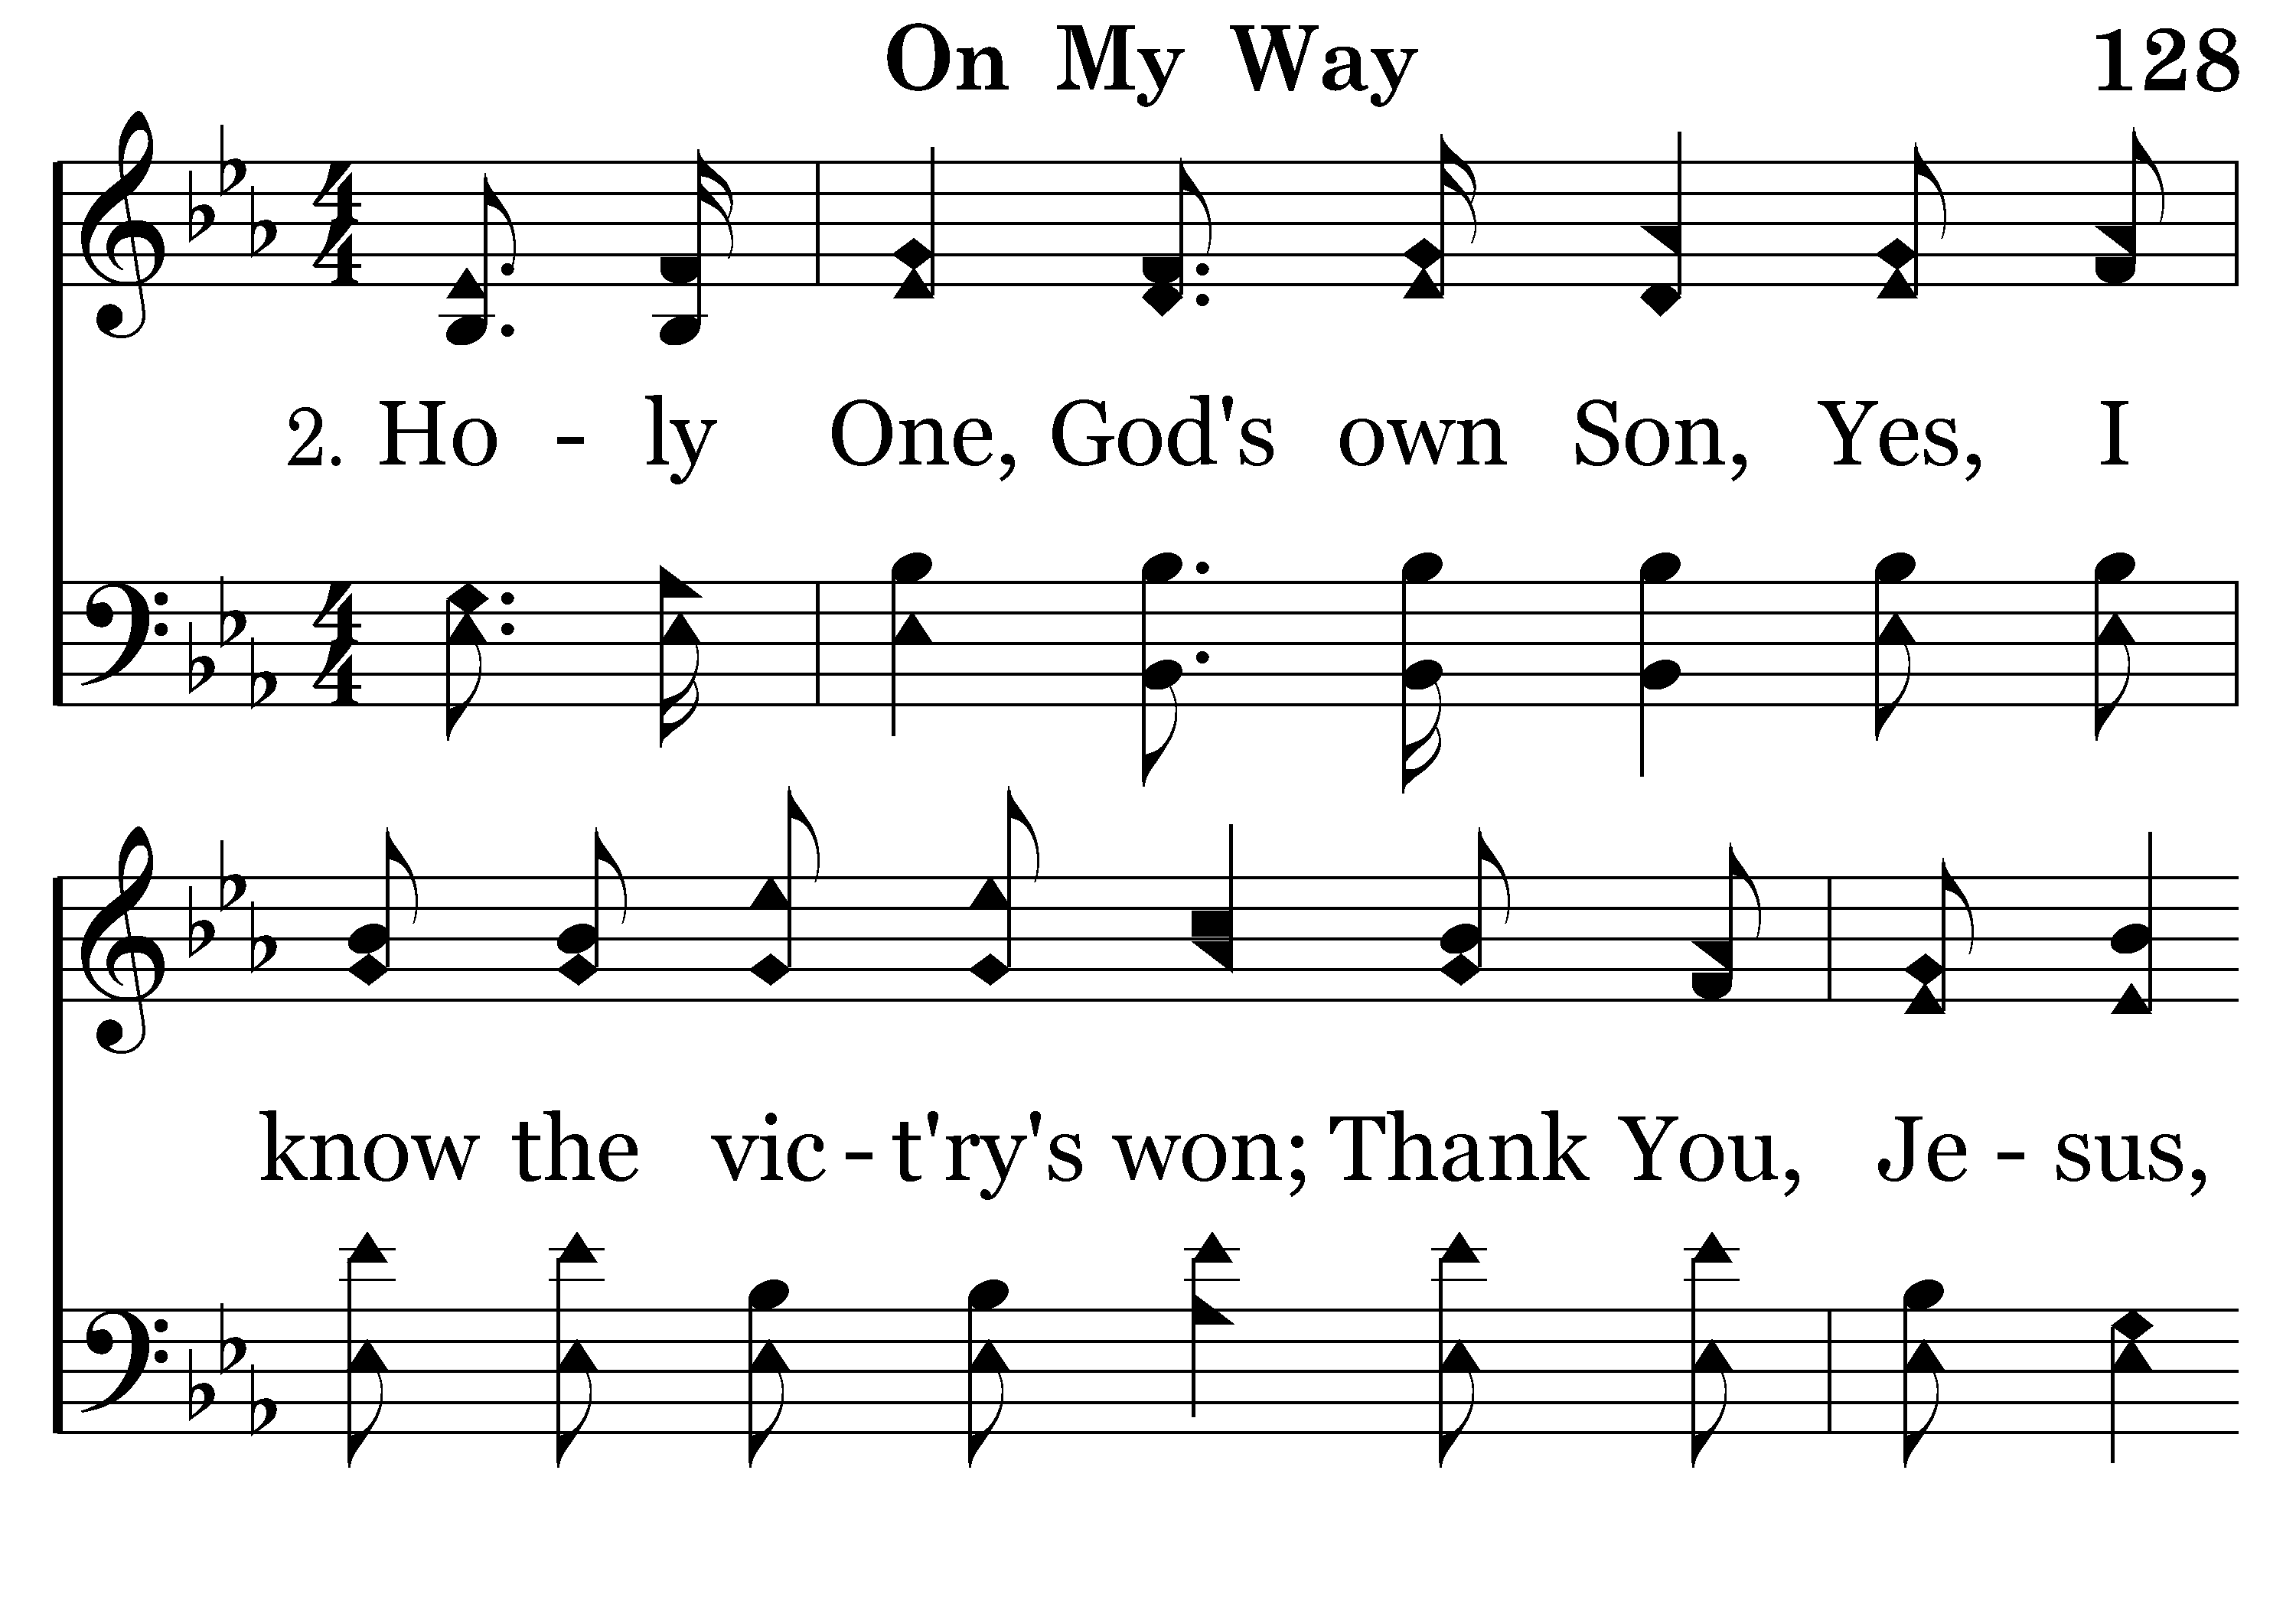 On My Way 128
2. Ho - ly One, God's own Son, Yes, I
know the vic - t'ry's won; Thank You, Je - sus,